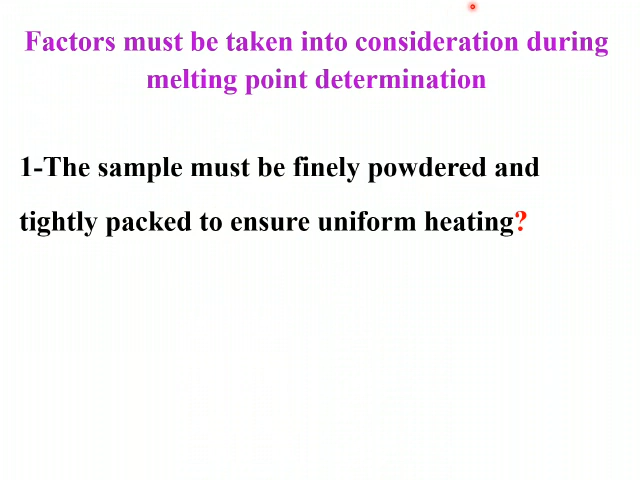 Factors must be taken into consideration during
melting point determination
1-The sample must be finely powdered and
tightly packed to ensure uniform heating?